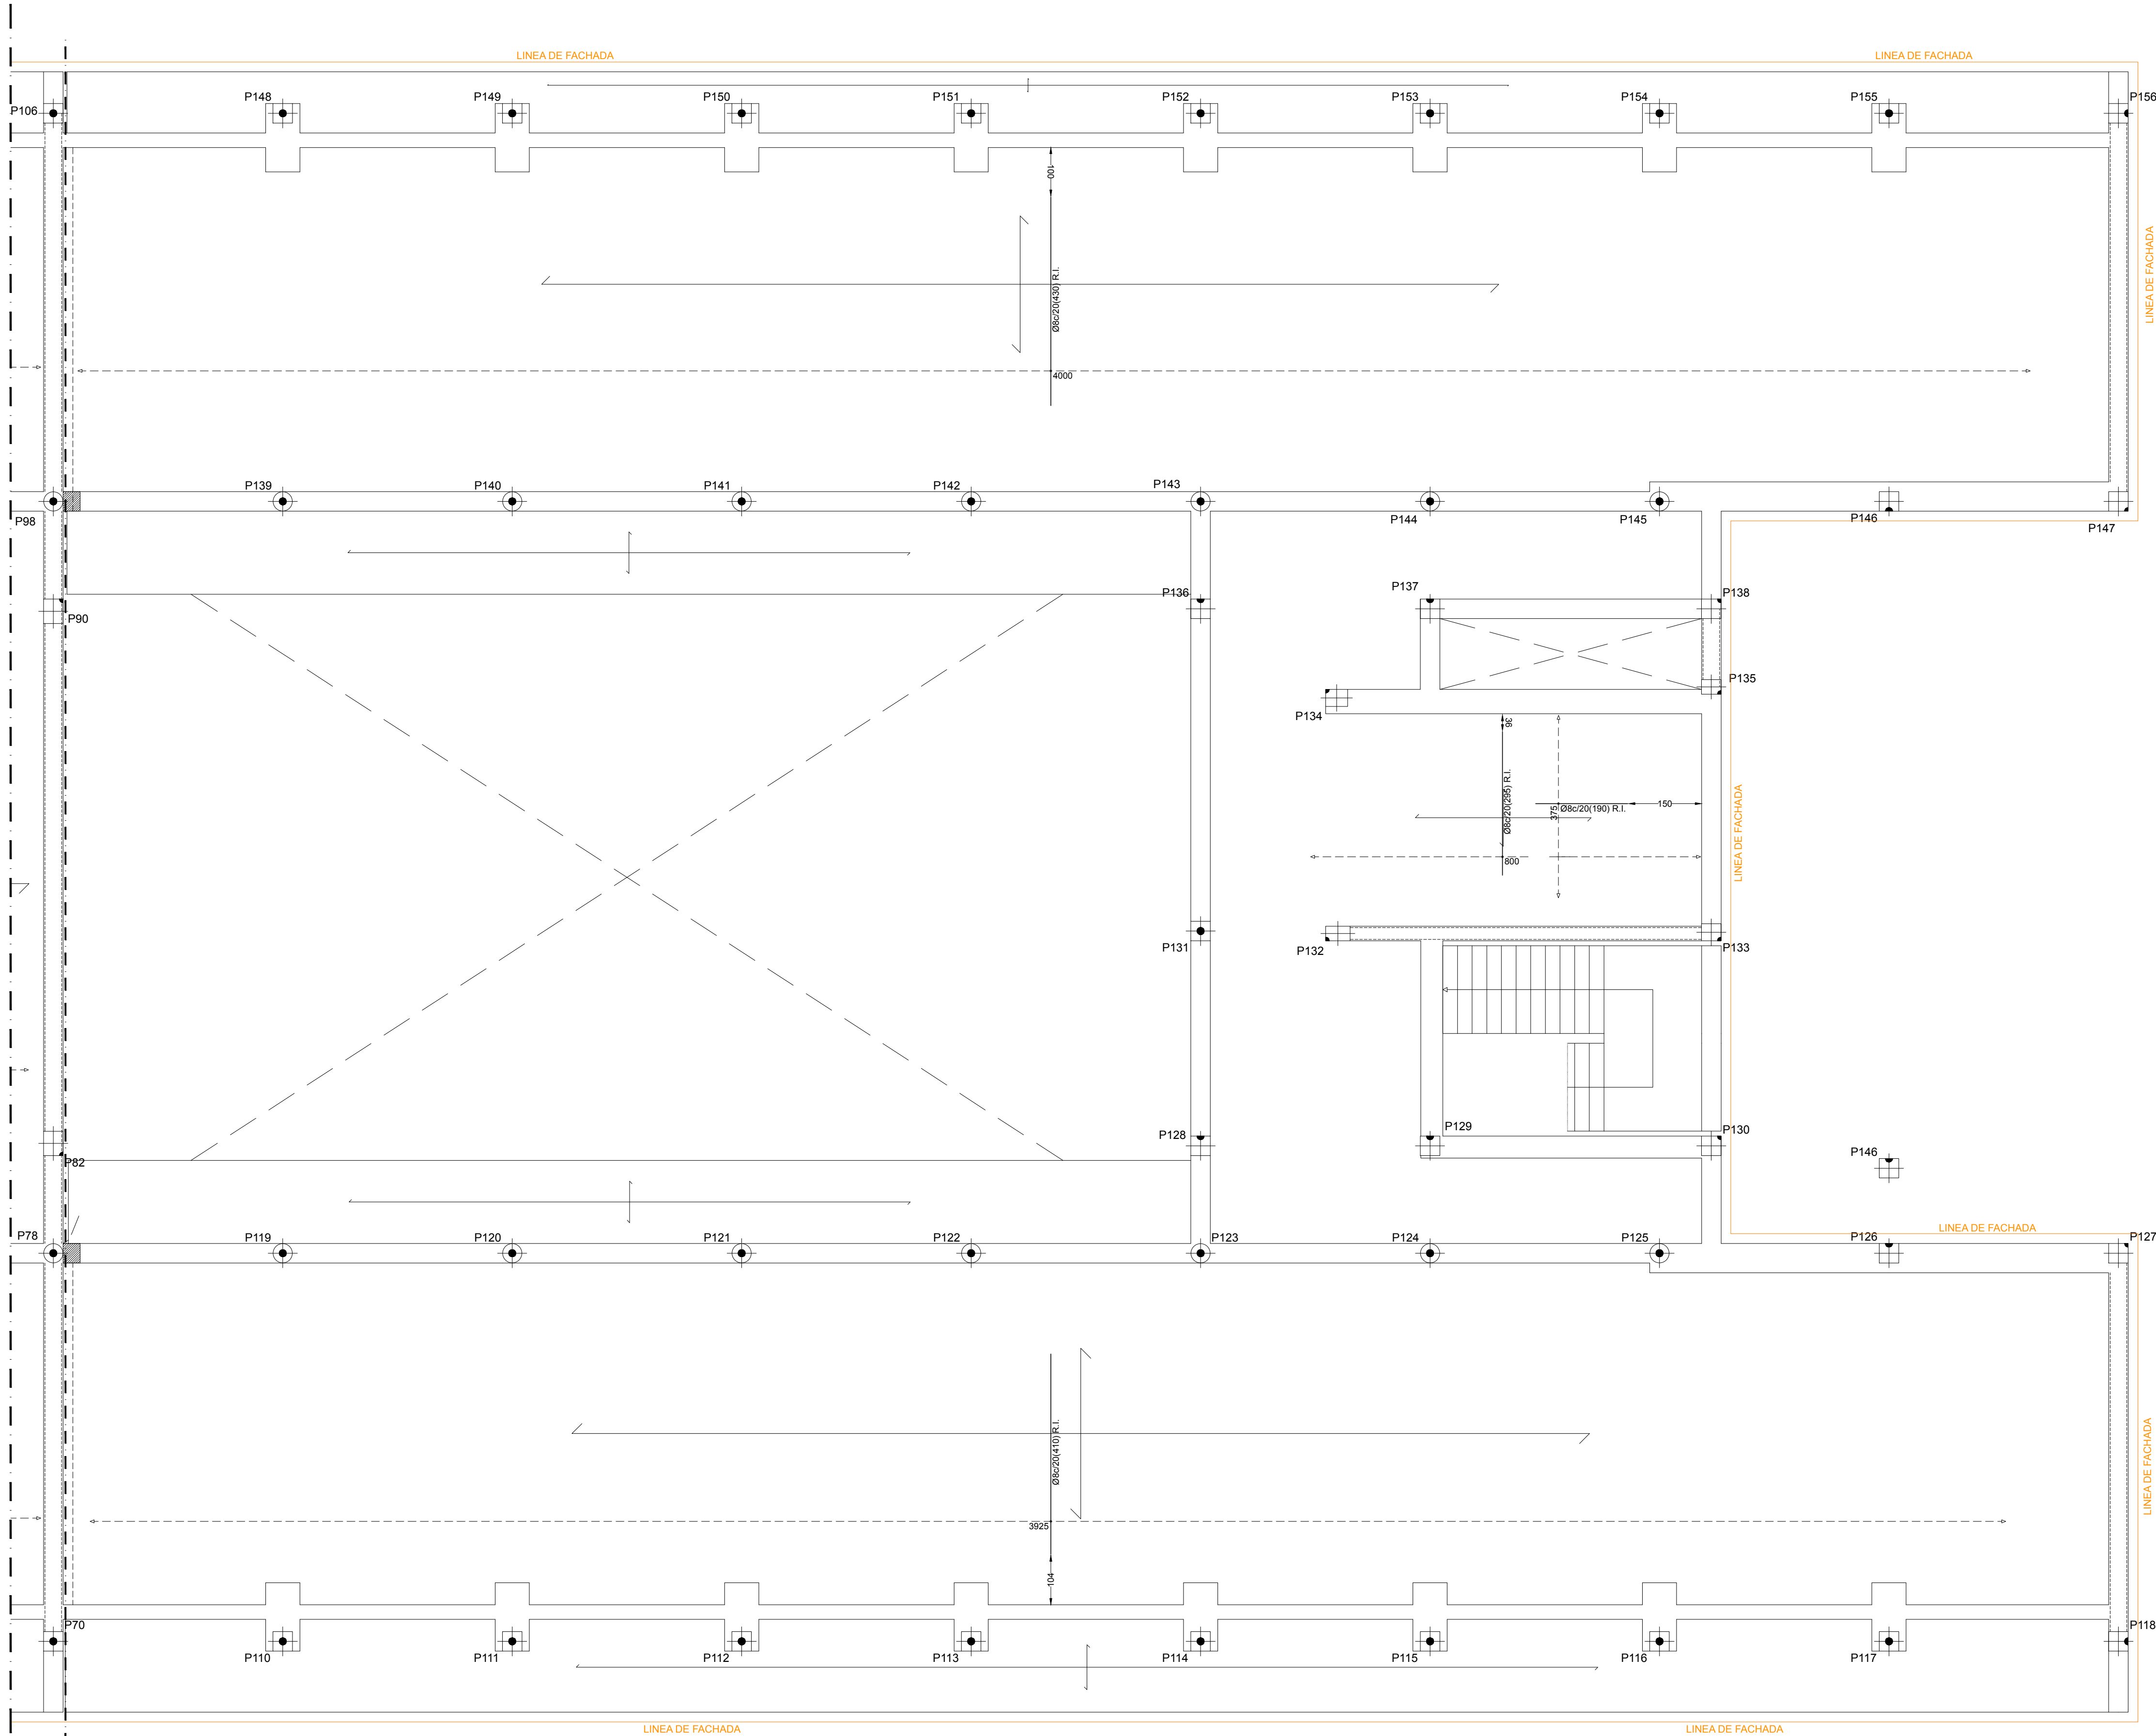 LINEA DE FACHADA
LINEA DE FACHADA
P106
P148
P149
P150
P151
P152
P153
P154
P155
P156
100
LINEA DE FACHADA
Ø8c/20(430) R.I.
4000
P98
P139
P140
P141
P142
P143
P144
P145
P146
P147
P90
P136
P137
P138
P135
P134
36
Ø8c/20(295) R.I.
375
Ø8c/20(190) R.I.
150
800
LINEA DE FACHADA
P131
P132
P133
P82
P128
P129
P130
P146
LINEA DE FACHADA
P78
P119
P120
P121
P122
P123
P124
P125
P126
P127
Ø8c/20(410) R.I.
3925
104
LINEA DE FACHADA
P70
P110
P111
P112
P113
P114
P115
P116
P117
P118
LINEA DE FACHADA
LINEA DE FACHADA